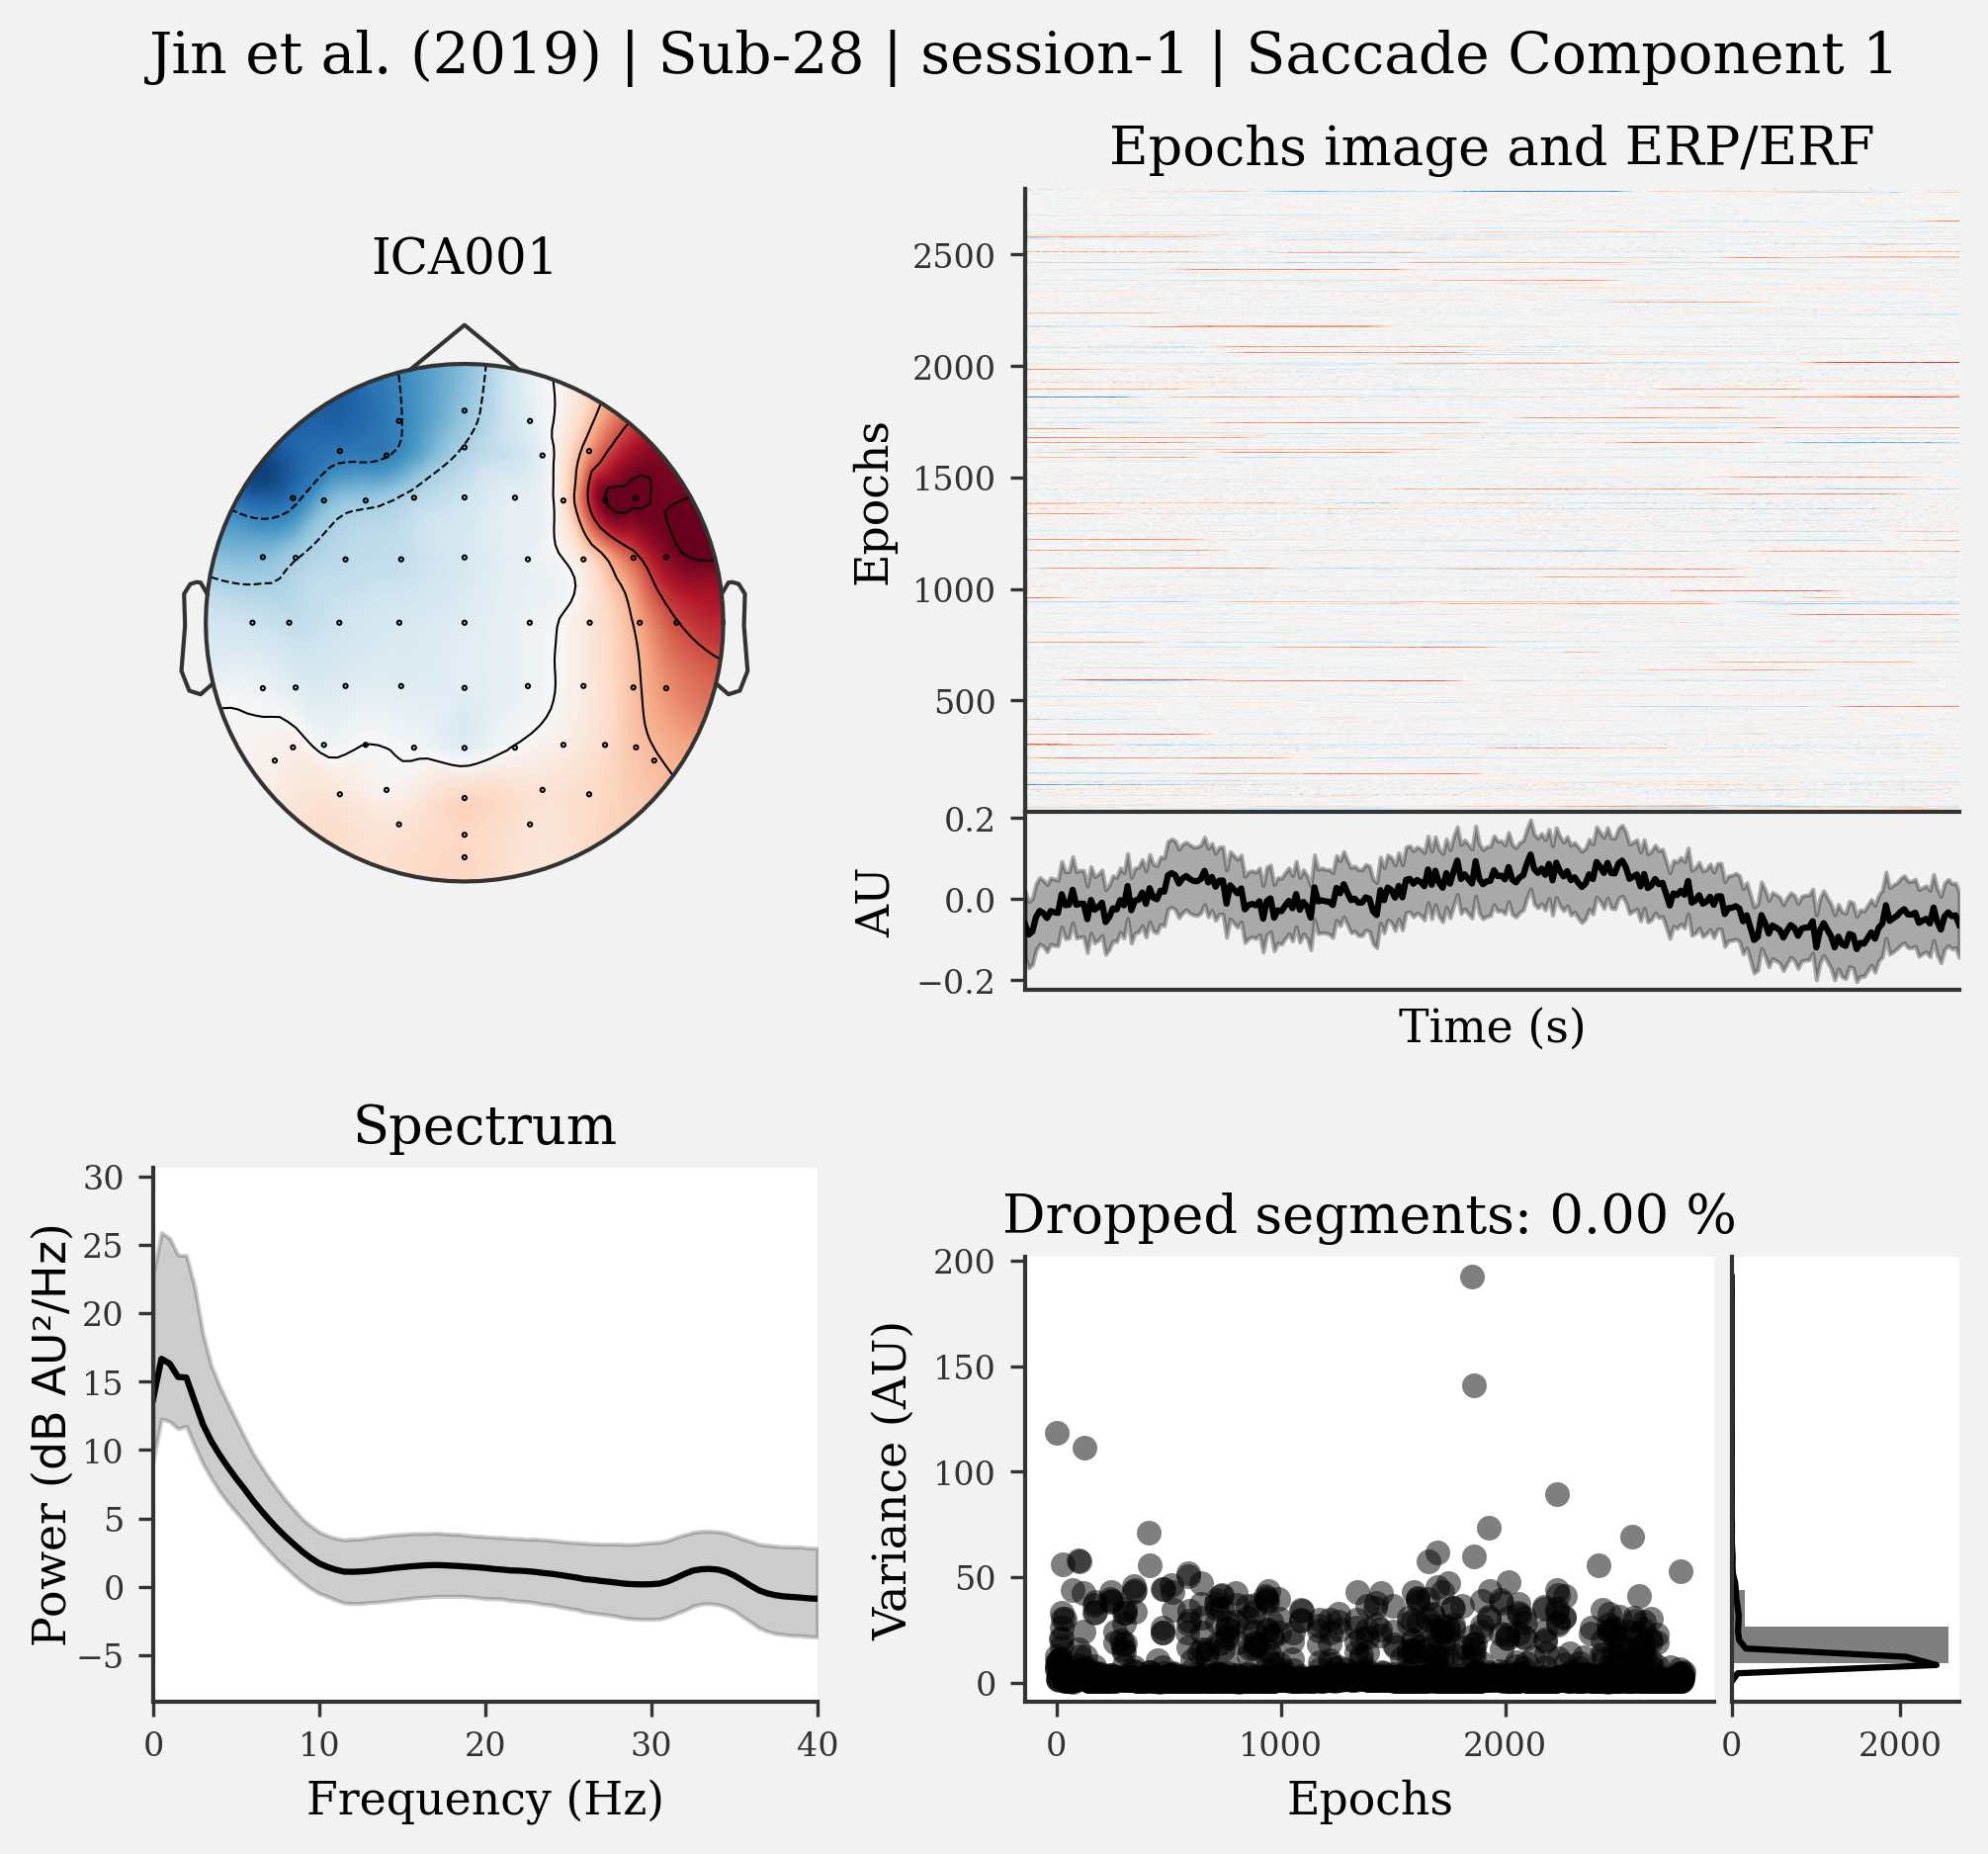 Jin et al. (2019) | Sub-28 | session-1 | Saccade Component 1
ICA001
Epochs image and ERP/ERF
Epochs
2500
2000
1500
1000
500
AU
0.2
0.0
−0.2
Time (s)
Spectrum
Power (dB AU²/Hz)
30
25
20
15
10
5
0
−5
0 10 20 30 40
Frequency (Hz)
Dropped segments: 0.00 %
Variance (AU)
200
150
100
50
0
0 1000 2000
Epochs
0 2000